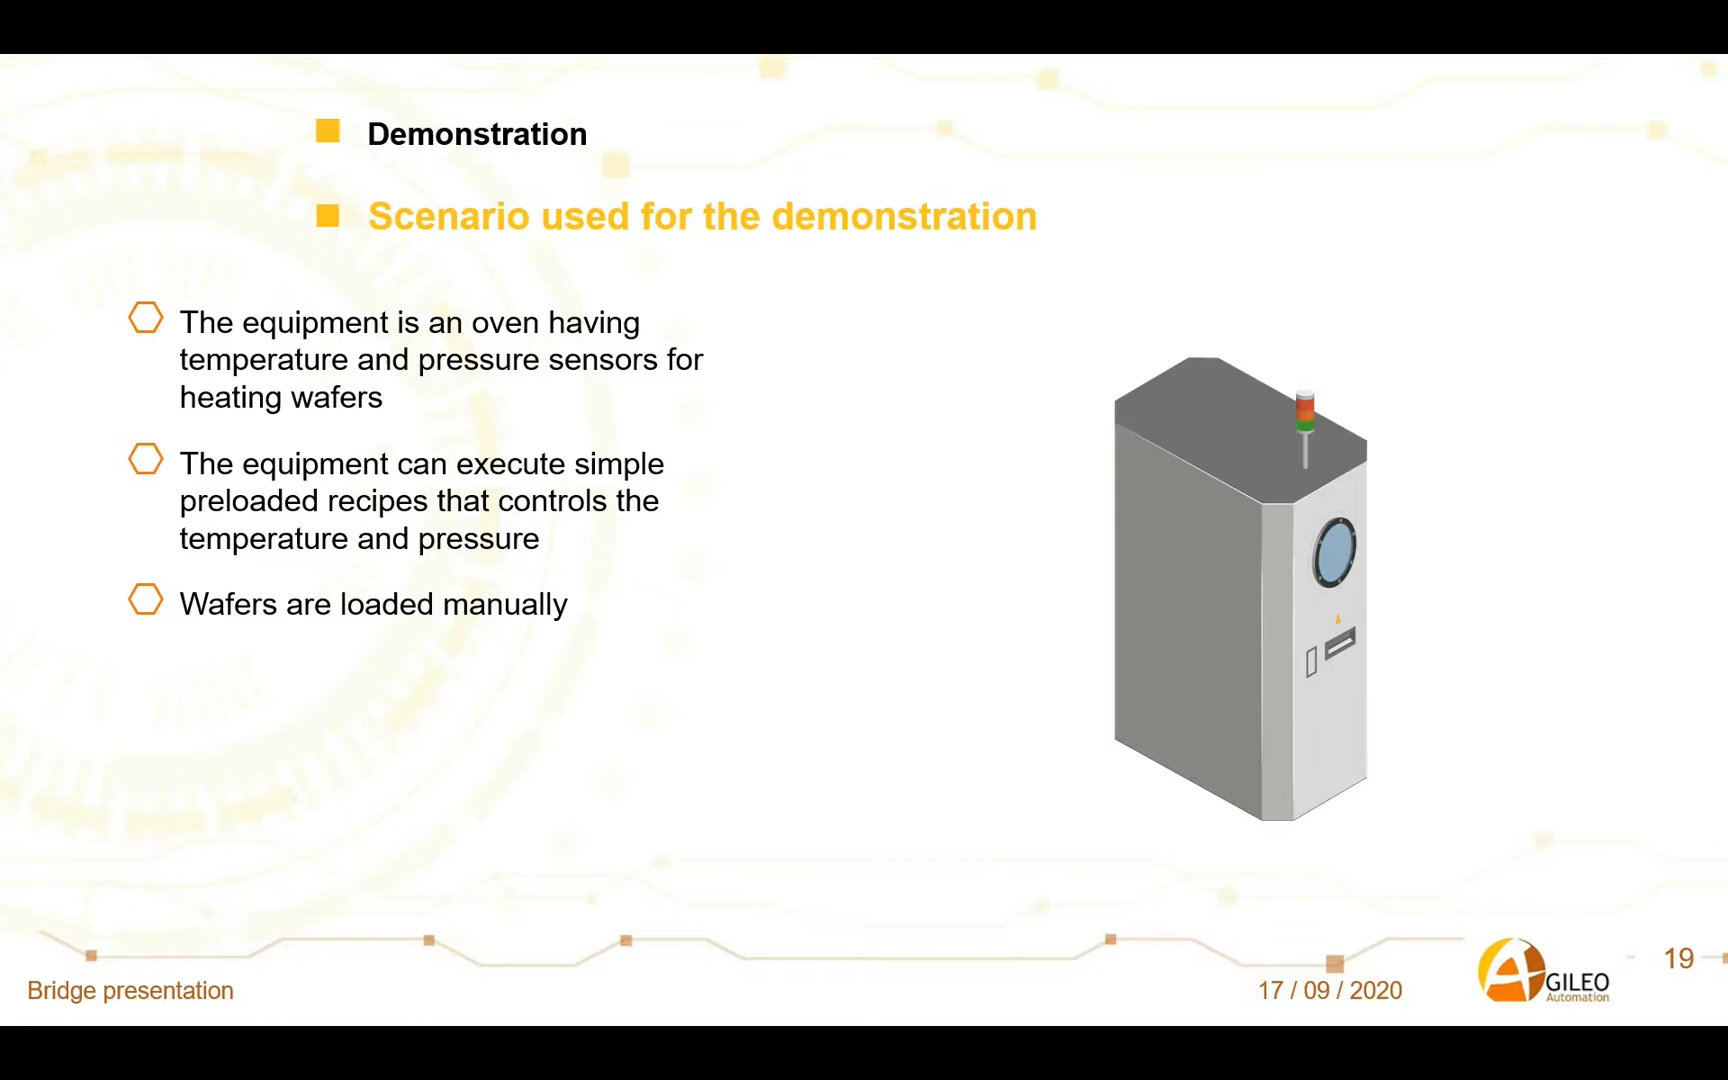 Demonstration
Scenario used for the demonstration
The equipment is an oven having
temperature and pressure sensors for
heating wafers
The equipment can execute simple
preloaded recipes that controls the
temperature and pressure
Wafers are loaded manually
Bridge presentation
17 / 09 / 2020
AGILEO
Automation
19